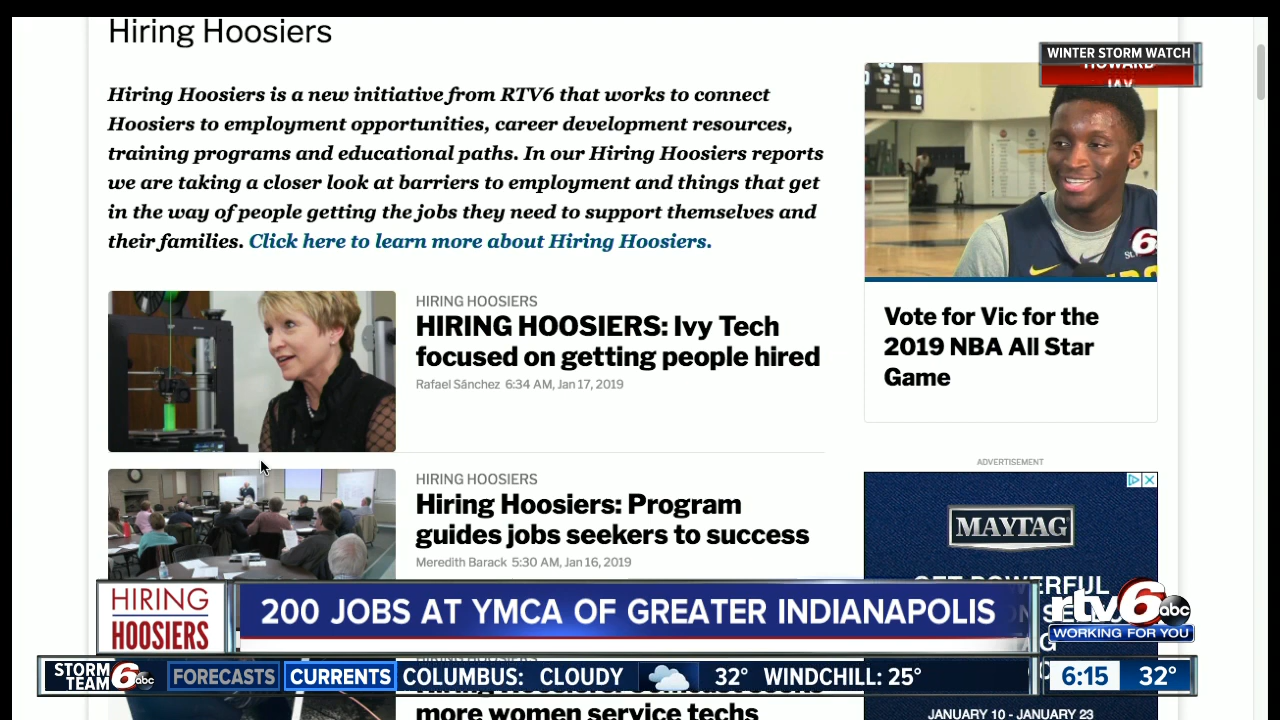 Hiring Hoosiers
WINTER STORM WATCH
HOWARD
JAY
Hiring Hoosiers is a new initiative from RTV6 that works to connect
Hoosiers to employment opportunities, career development resources,
training programs and educational paths. In our Hiring Hoosiers reports
we are taking a closer look at barriers to employment and things that get
in the way of people getting the jobs they need to support themselves and
their families. Click here to learn more about Hiring Hoosiers.
6
HIRING HOOSIERS
HIRING HOOSIERS: Ivy Tech
focused on getting people hired
Rafael Sánchez 6:34 AM, Jan 17, 2019
Vote for Vic for the
2019 NBA All Star
Game
ADVERTISEMENT
HIRING HOOSIERS
Hiring Hoosiers: Program
guides jobs seekers to success
Meredith Barack 5:30 AM, Jan 16, 2019
MAYTAG
GET POWERFUL
HIRING
HOOSIERS
200 JOBS AT YMCA OF GREATER INDIANAPOLIS
rtv6 abc
WORKING FOR YOU
STORM
TEAM 6 abc
FORECASTS
CURRENTS
COLUMBUS: CLOUDY 32° WINDCHILL: 25°
6:15 32°
more women service techs
JANUARY 10 - JANUARY 23